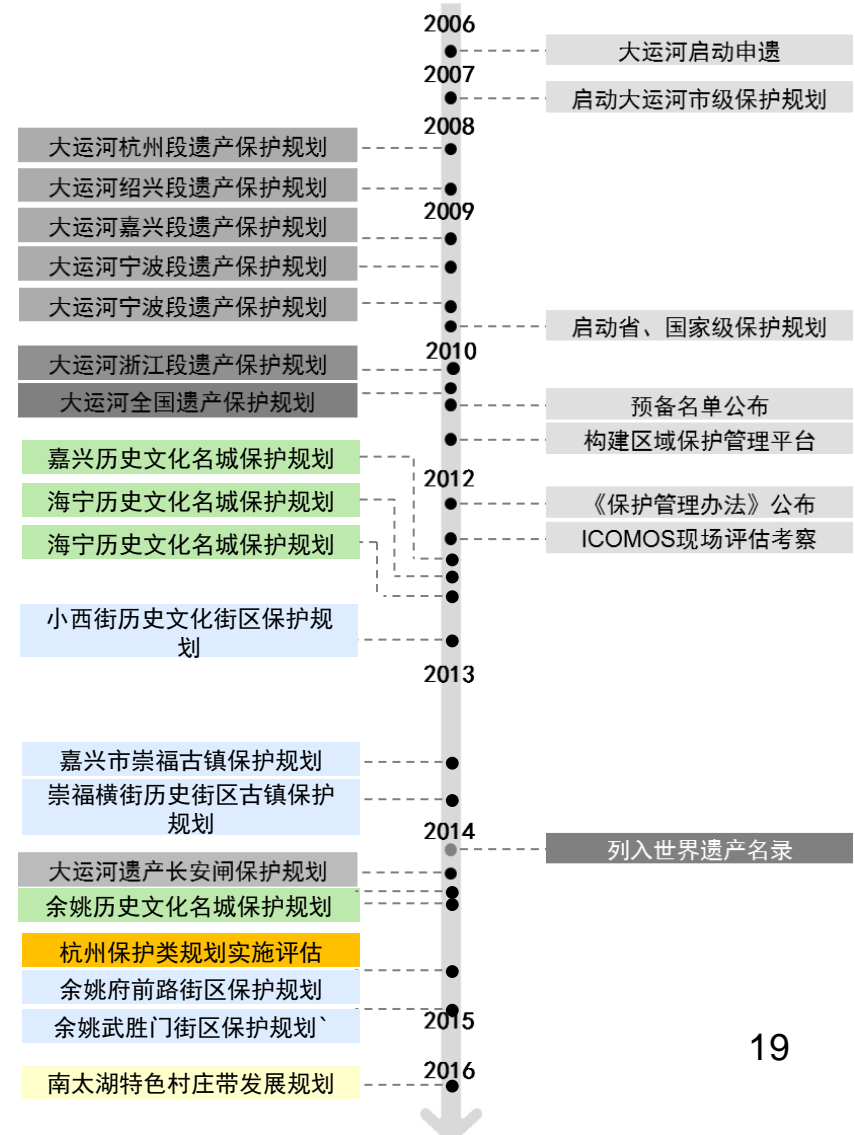 2006
大运河启动申遗
2007
启动大运河市级保护规划
2008
大运河杭州段遗产保护规划
大运河绍兴段遗产保护规划
2009
大运河嘉兴段遗产保护规划
大运河宁波段遗产保护规划
大运河宁波段遗产保护规划
启动省、国家级保护规划
2010
大运河浙江段遗产保护规划
大运河全国遗产保护规划
预备名单公布
构建区域保护管理平台
嘉兴历史文化名城保护规划
2012
海宁历史文化名城保护规划
《保护管理办法》公布
海宁历史文化名城保护规划
ICOMOS现场评估考察
小西街历史文化街区保护规
划
2013
嘉兴市崇福古镇保护规划
崇福横街历史街区古镇保护
规划
2014
列入世界遗产名录
大运河遗产长安闸保护规划
余姚历史文化名城保护规划
杭州保护类规划实施评估
余姚府前路街区保护规划
余姚武胜门街区保护规划`
2015
19
2016
南太湖特色村庄带发展规划